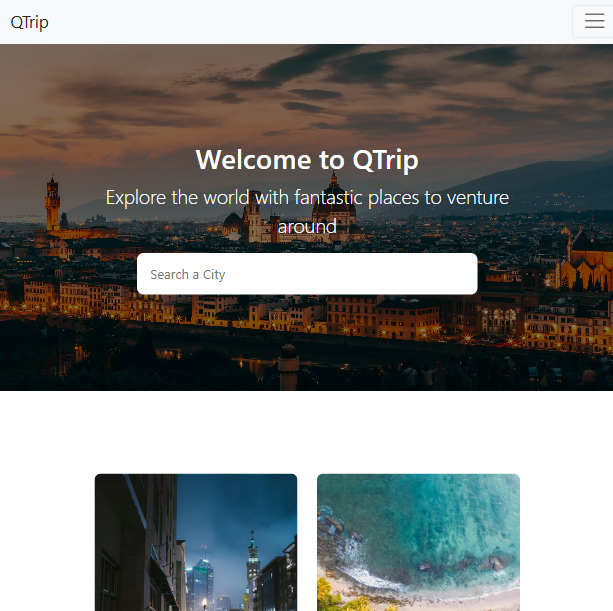 QTrip
Welcome to QTrip
Explore the world with fantastic places to venture
around
Search a City